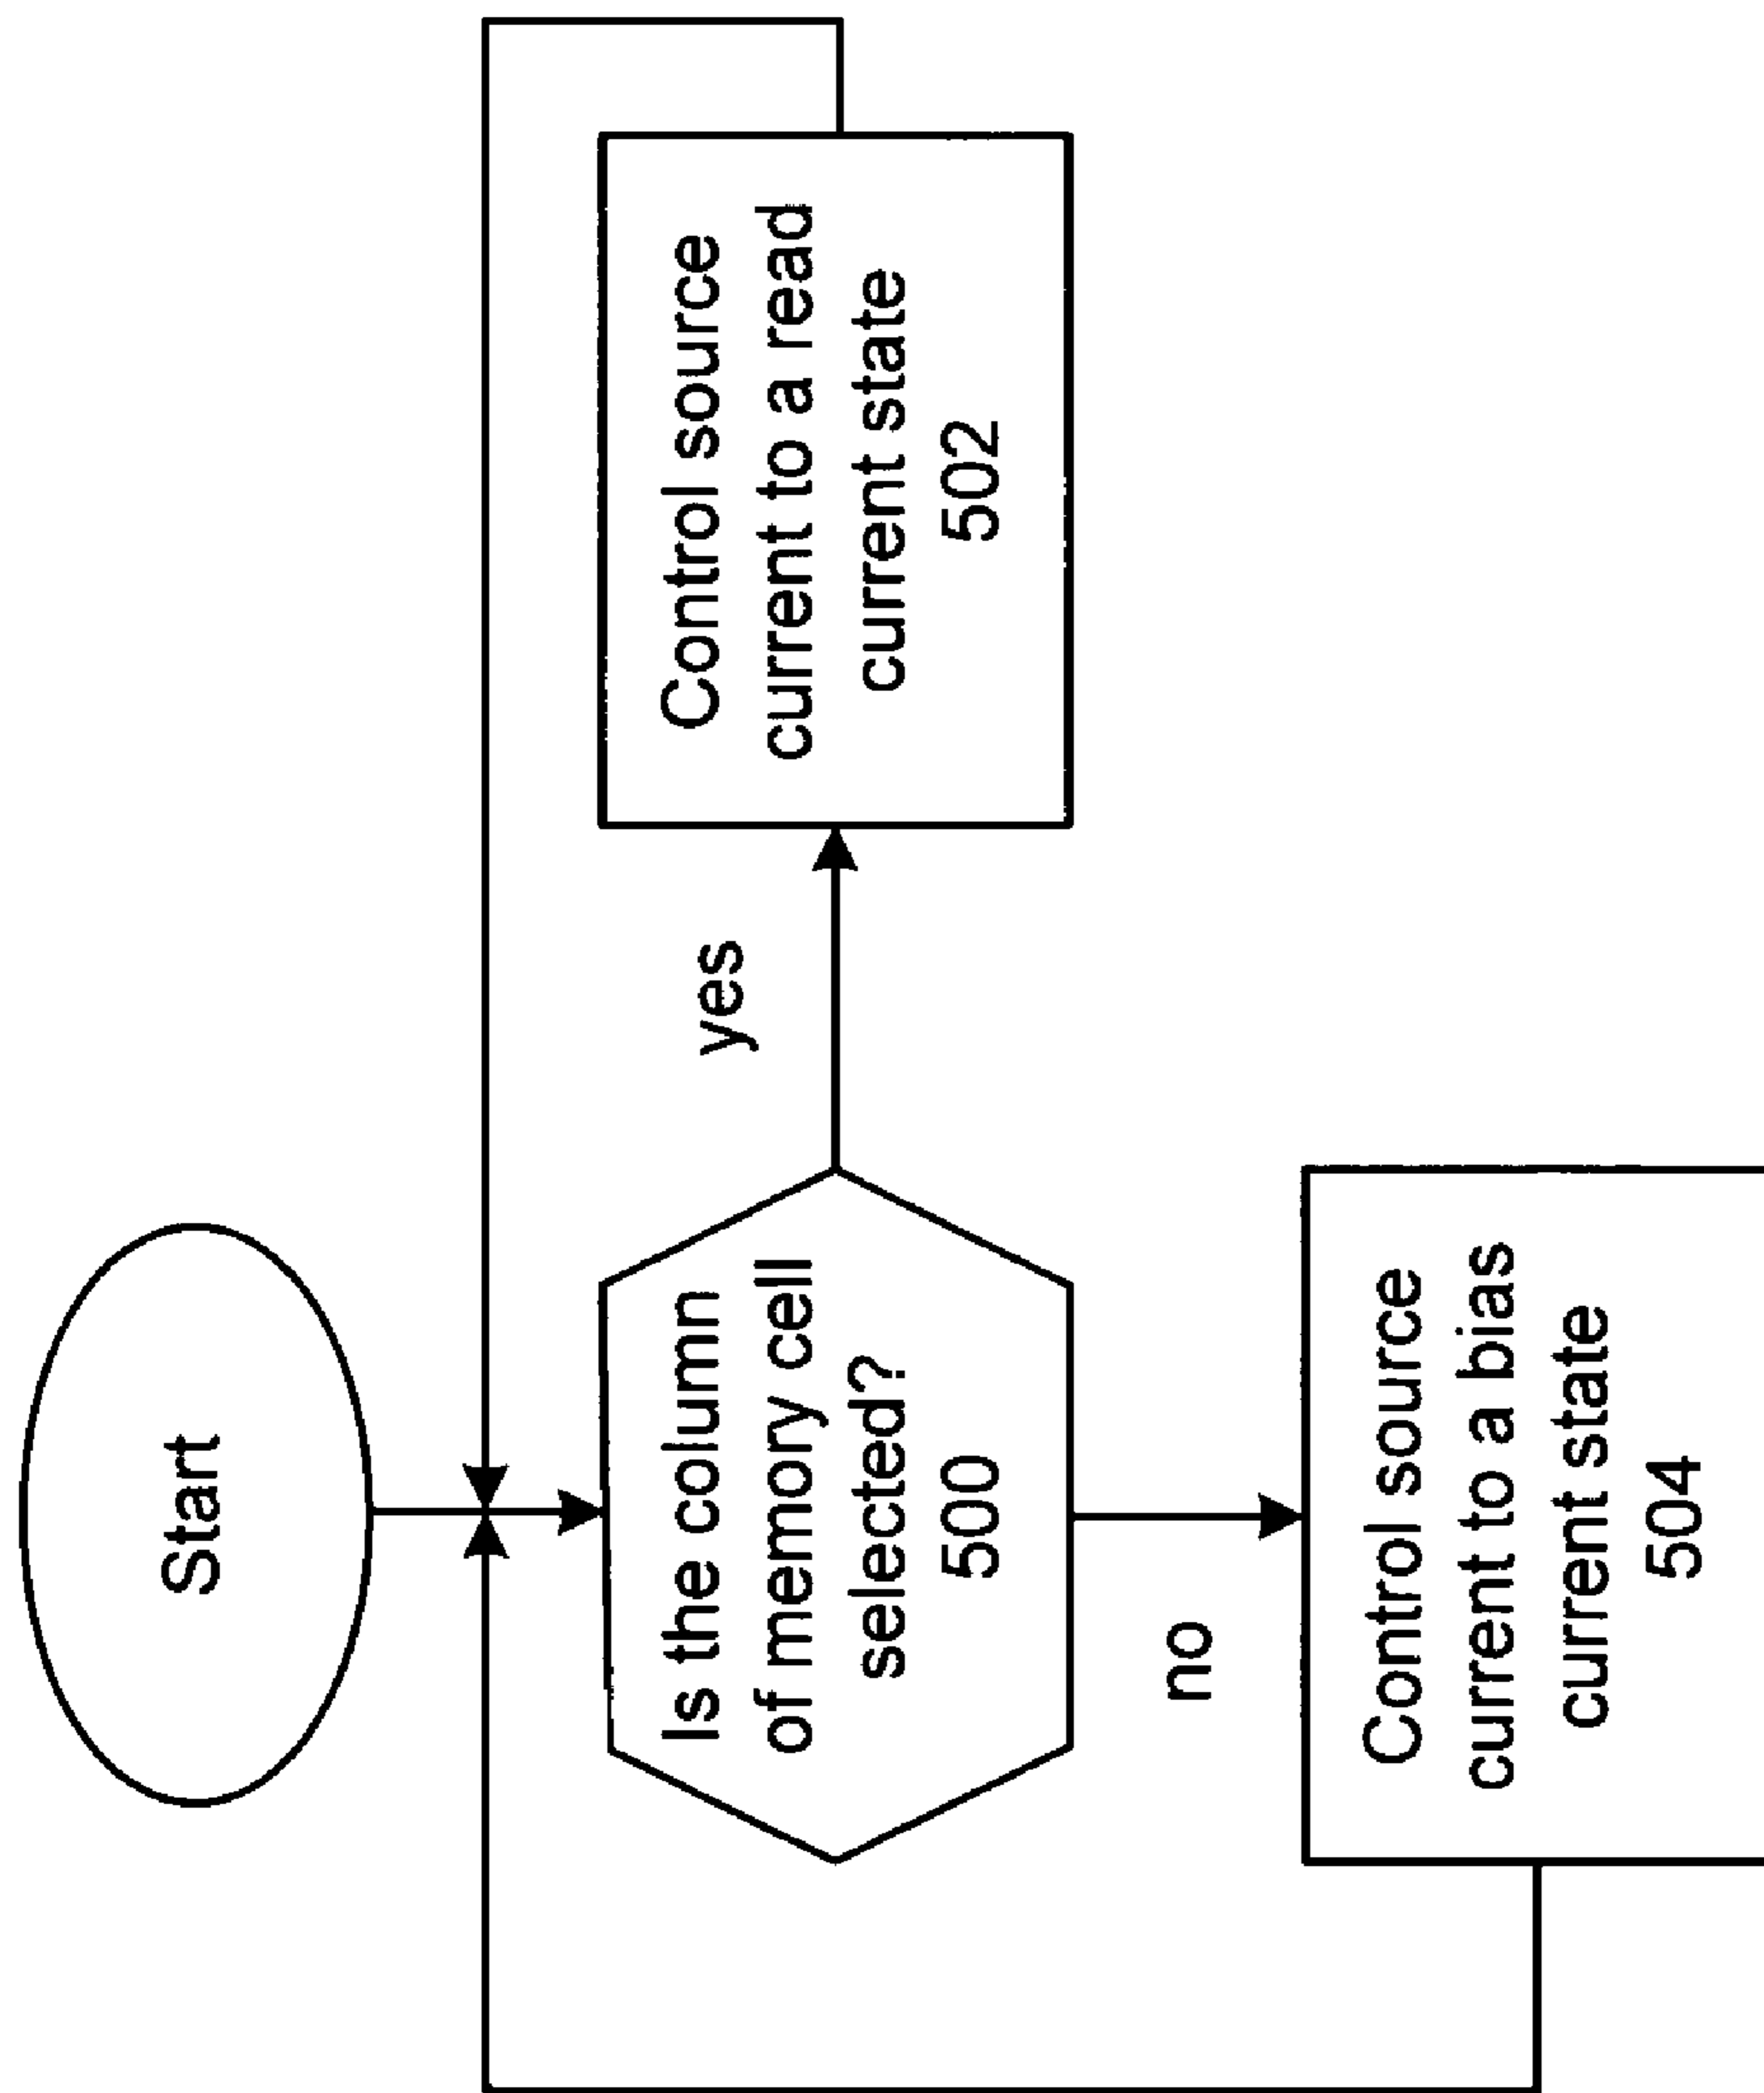 Start
Is the column
of memory cell
selected?
500
yes
Control source
current to a read
current state
502
no
Control source
current to a bias
current state
504